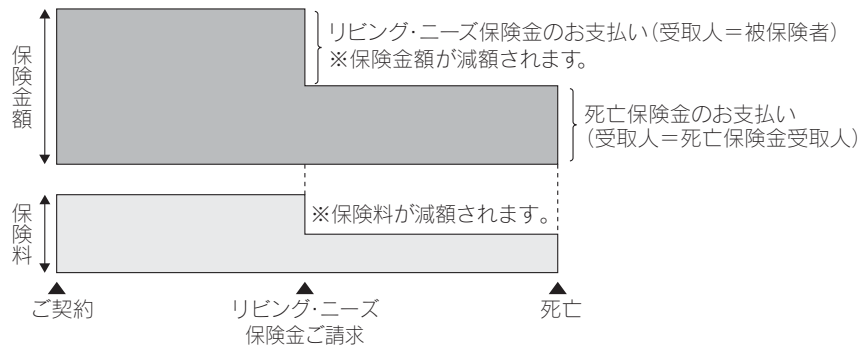 保険金額
リビング・ニーズ保険金のお支払い（受取人＝被保険者）
※保険金額が減額されます。
死亡保険金のお支払い
（受取人＝死亡保険金受取人）
保険料
※保険料が減額されます。
ご契約
リビング・ニーズ
保険金ご請求
死亡